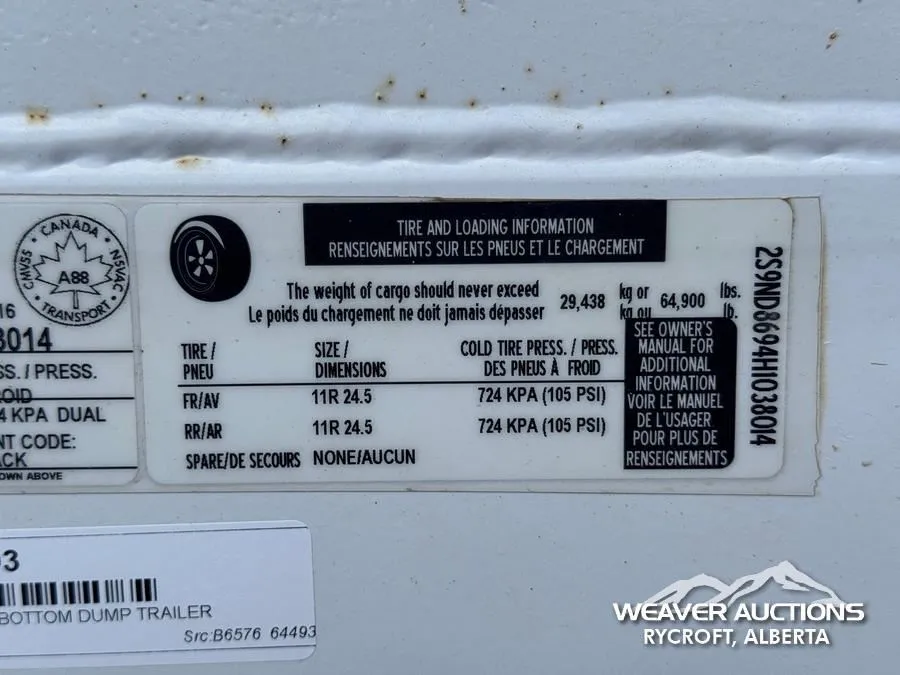 CANADA
CMVSS
NSVAC
A88
TRANSPORT
16
8014
SS. / PRESS.
OID
4 KPA DUAL
NT CODE:
ACK
OWN ABOVE
TIRE AND LOADING INFORMATION
RENSEIGNEMENTS SUR LES PNEUS ET LE CHARGEMENT
The weight of cargo should never exceed
Le poids du chargement ne doit jamais dépasser
29,438
kg or
kg ou
64,900
lbs.
lb.
TIRE / SIZE / COLD TIRE PRESS. / PRESS.
PNEU DIMENSIONS DES PNEUS À FROID
FR/AV 11R 24.5 724 KPA (105 PSI)
RR/AR 11R 24.5 724 KPA (105 PSI)
SPARE/DE SECOURS NONE/AUCUN
SEE OWNER'S
MANUAL FOR
ADDITIONAL
INFORMATION
VOIR LE MANUEL
DE L'USAGER
POUR PLUS DE
RENSEIGNEMENTS
2S9ND8694HI038014
3
BOTTOM DUMP TRAILER
Src:B6576 64493
WEAVER AUCTIONS
RYCROFT, ALBERTA